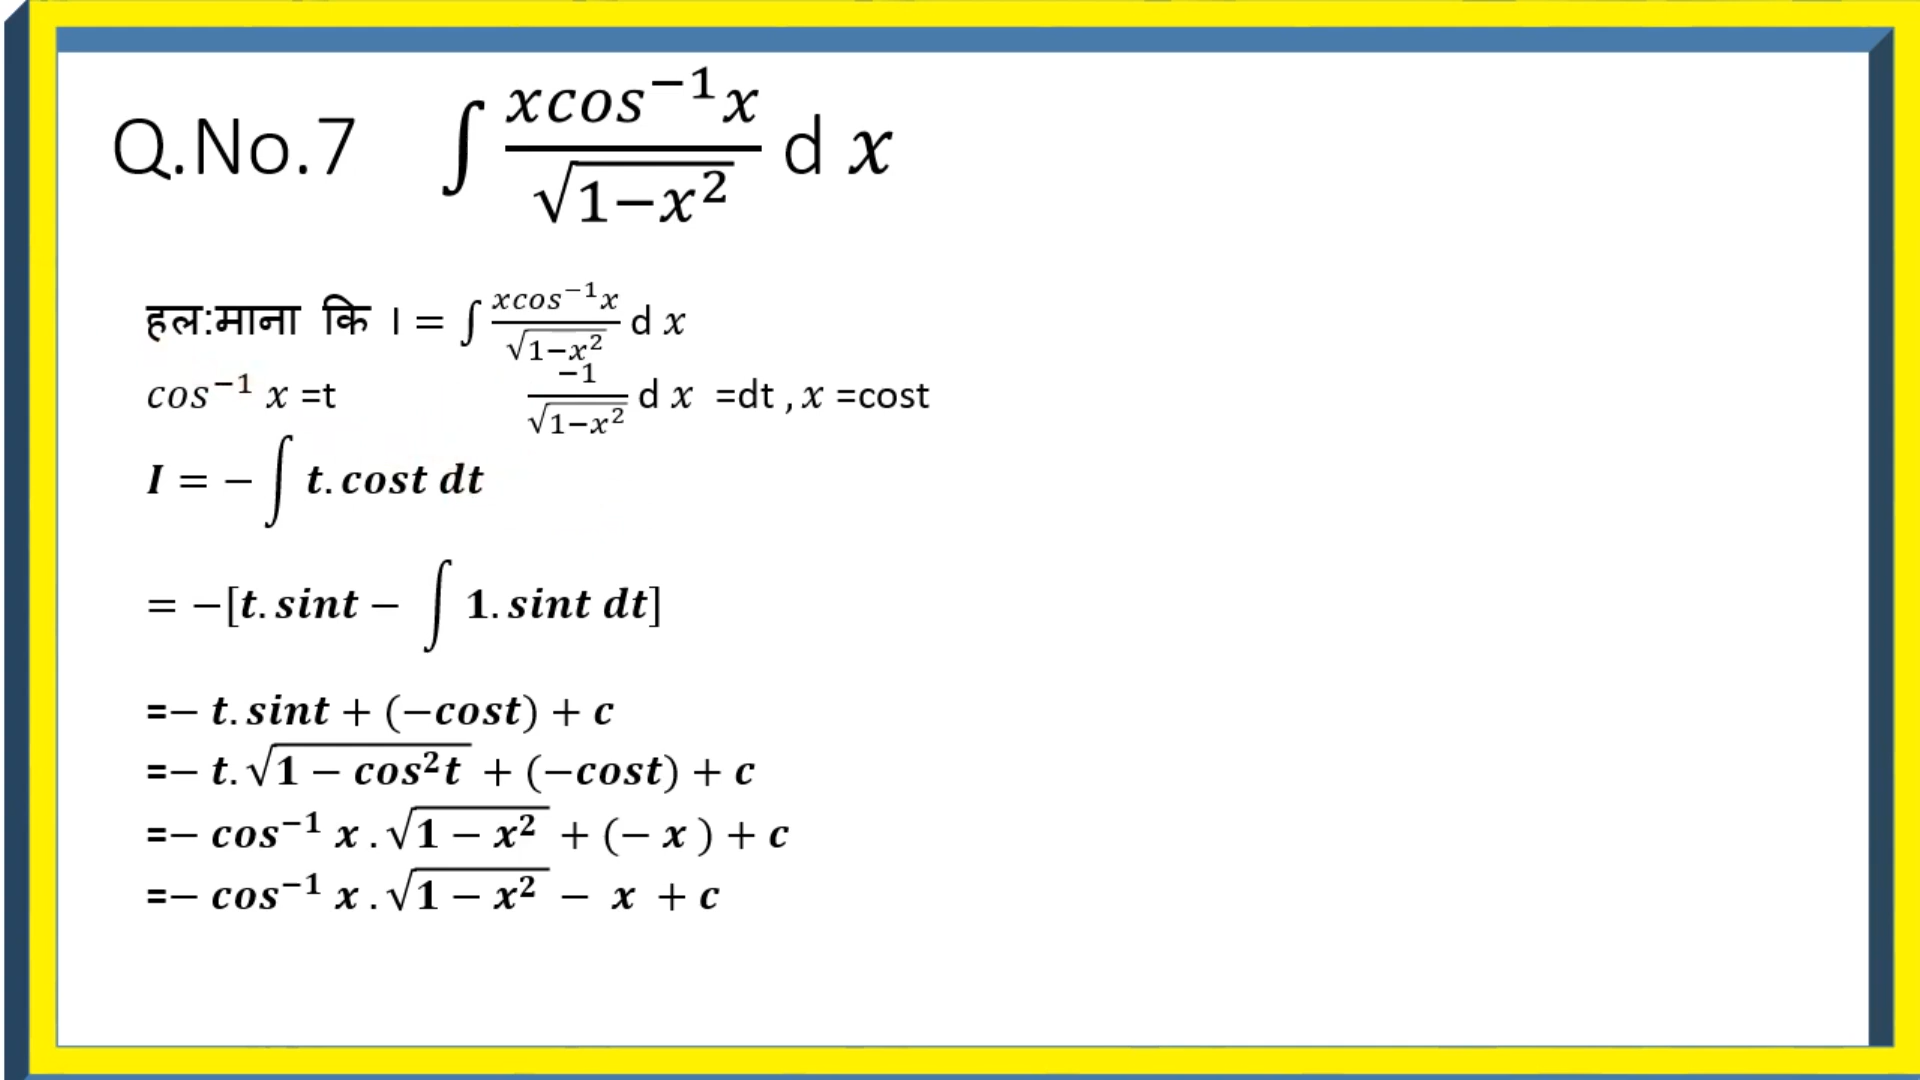 Q.No.7 ∫ xcos⁻¹x/√(1−x²) d x
हल:माना कि I = ∫ xcos⁻¹x/√(1−x²) d x
cos⁻¹ x =t −1/√(1−x²) d x =dt , x =cost
I = − ∫ t. cost dt
= −[t. sint − ∫ 1. sint dt]
=− t. sint + (−cost) + c
=− t. √(1 − cos²t) + (−cost) + c
=− cos⁻¹ x . √(1 − x²) + (− x ) + c
=− cos⁻¹ x . √(1 − x²) − x + c